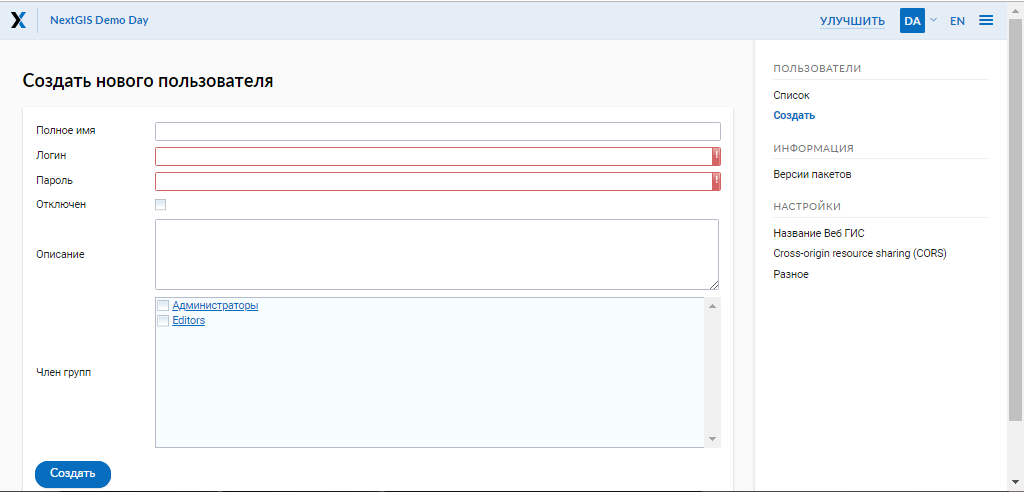 NextGIS Demo Day
УЛУЧШИТЬ
DA
EN
Создать нового пользователя
Полное имя
Логин
!
Пароль
!
Отключен
Описание
Член групп
Администраторы
Editors
Создать
ПОЛЬЗОВАТЕЛИ
Список
Создать
ИНФОРМАЦИЯ
Версии пакетов
НАСТРОЙКИ
Название Веб ГИС
Cross-origin resource sharing (CORS)
Разное